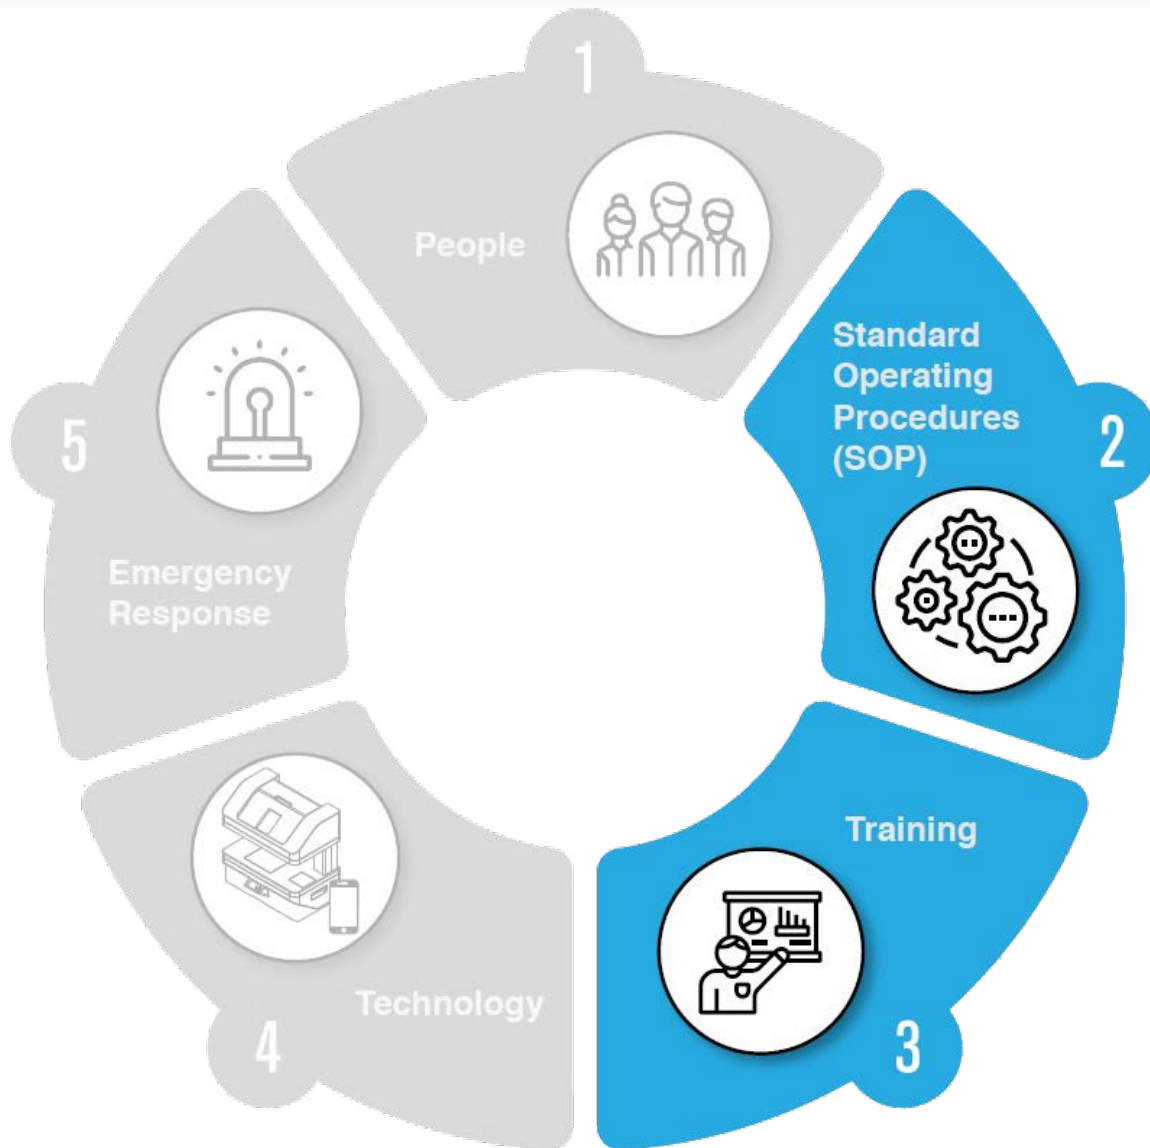 1
People
Standard
Operating
Procedures
(SOP)
2
Training
3
Technology
4
Emergency
Response
5